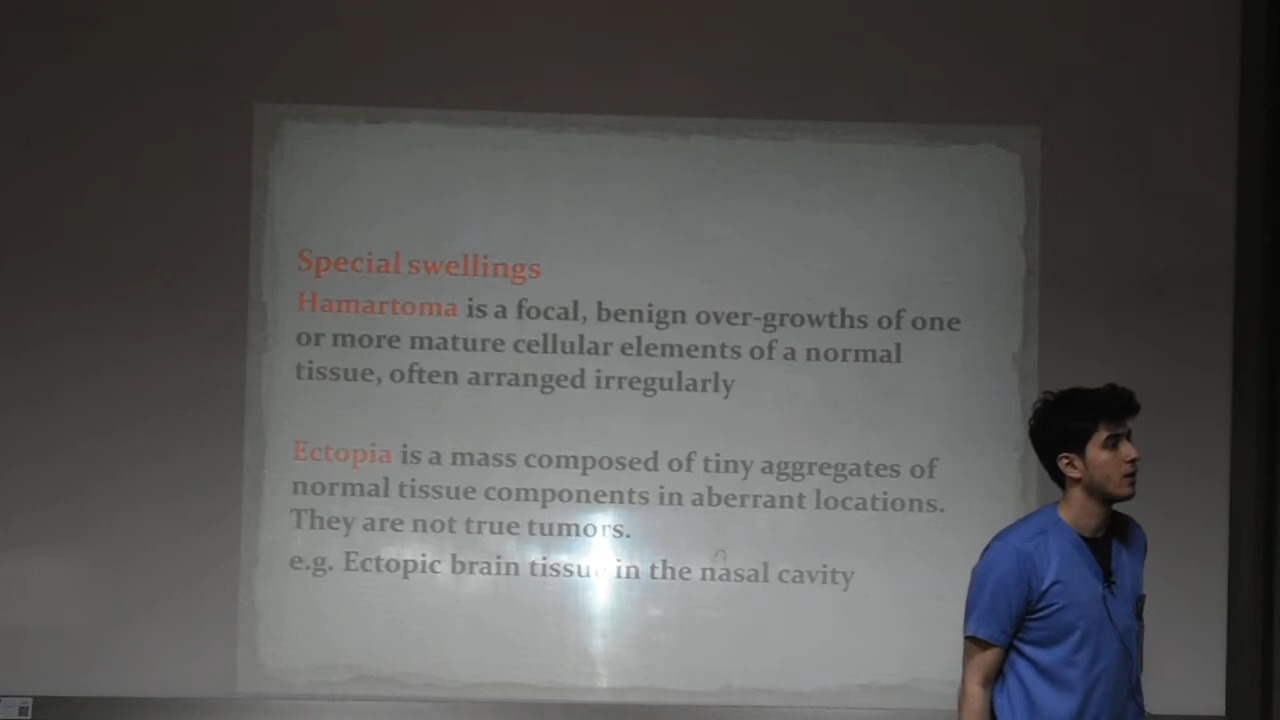 Special swellings
Hamartoma is a focal, benign over-growths of one
or more mature cellular elements of a normal
tissue, often arranged irregularly
Ectopia is a mass composed of tiny aggregates of
normal tissue components in aberrant locations.
They are not true tumors.
e.g. Ectopic brain tissue in the nasal cavity